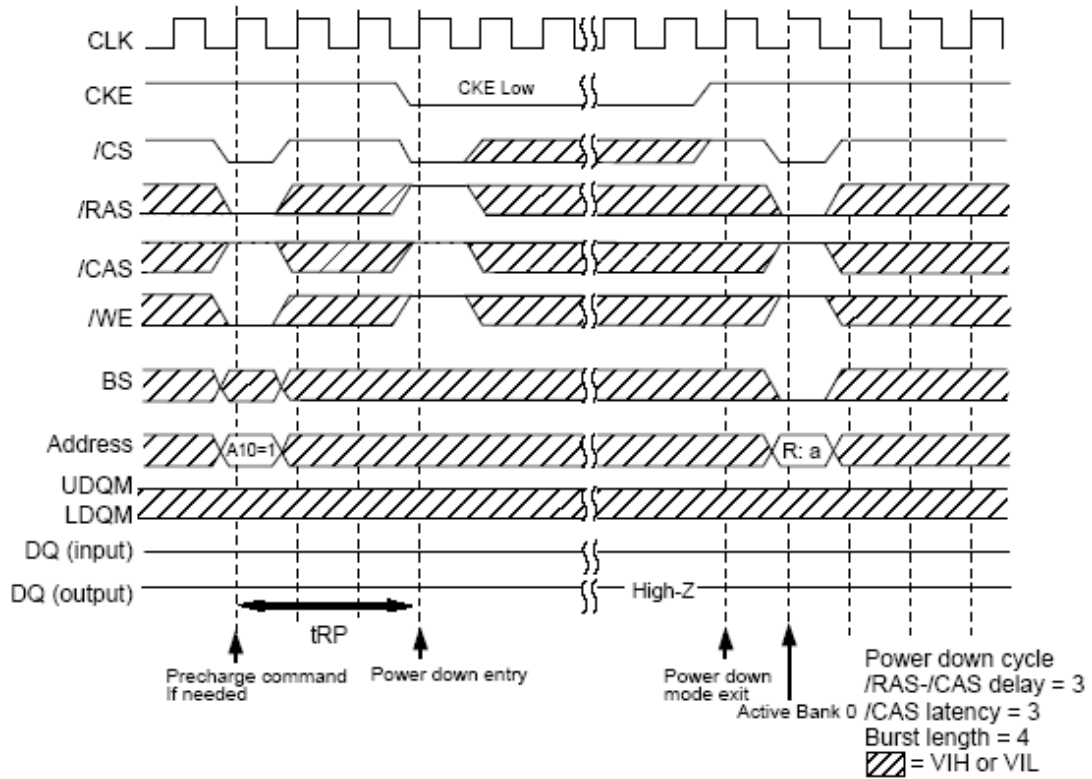 CLK
CKE
CKE Low
/CS
/RAS
/CAS
/WE
BS
Address
A10=1
R: a
UDQM
LDQM
DQ (input)
DQ (output)
High-Z
tRP
Precharge command
If needed
Power down entry
Power down
mode exit
Active Bank 0
Power down cycle
/RAS-/CAS delay = 3
/CAS latency = 3
Burst length = 4
= VIH or VIL